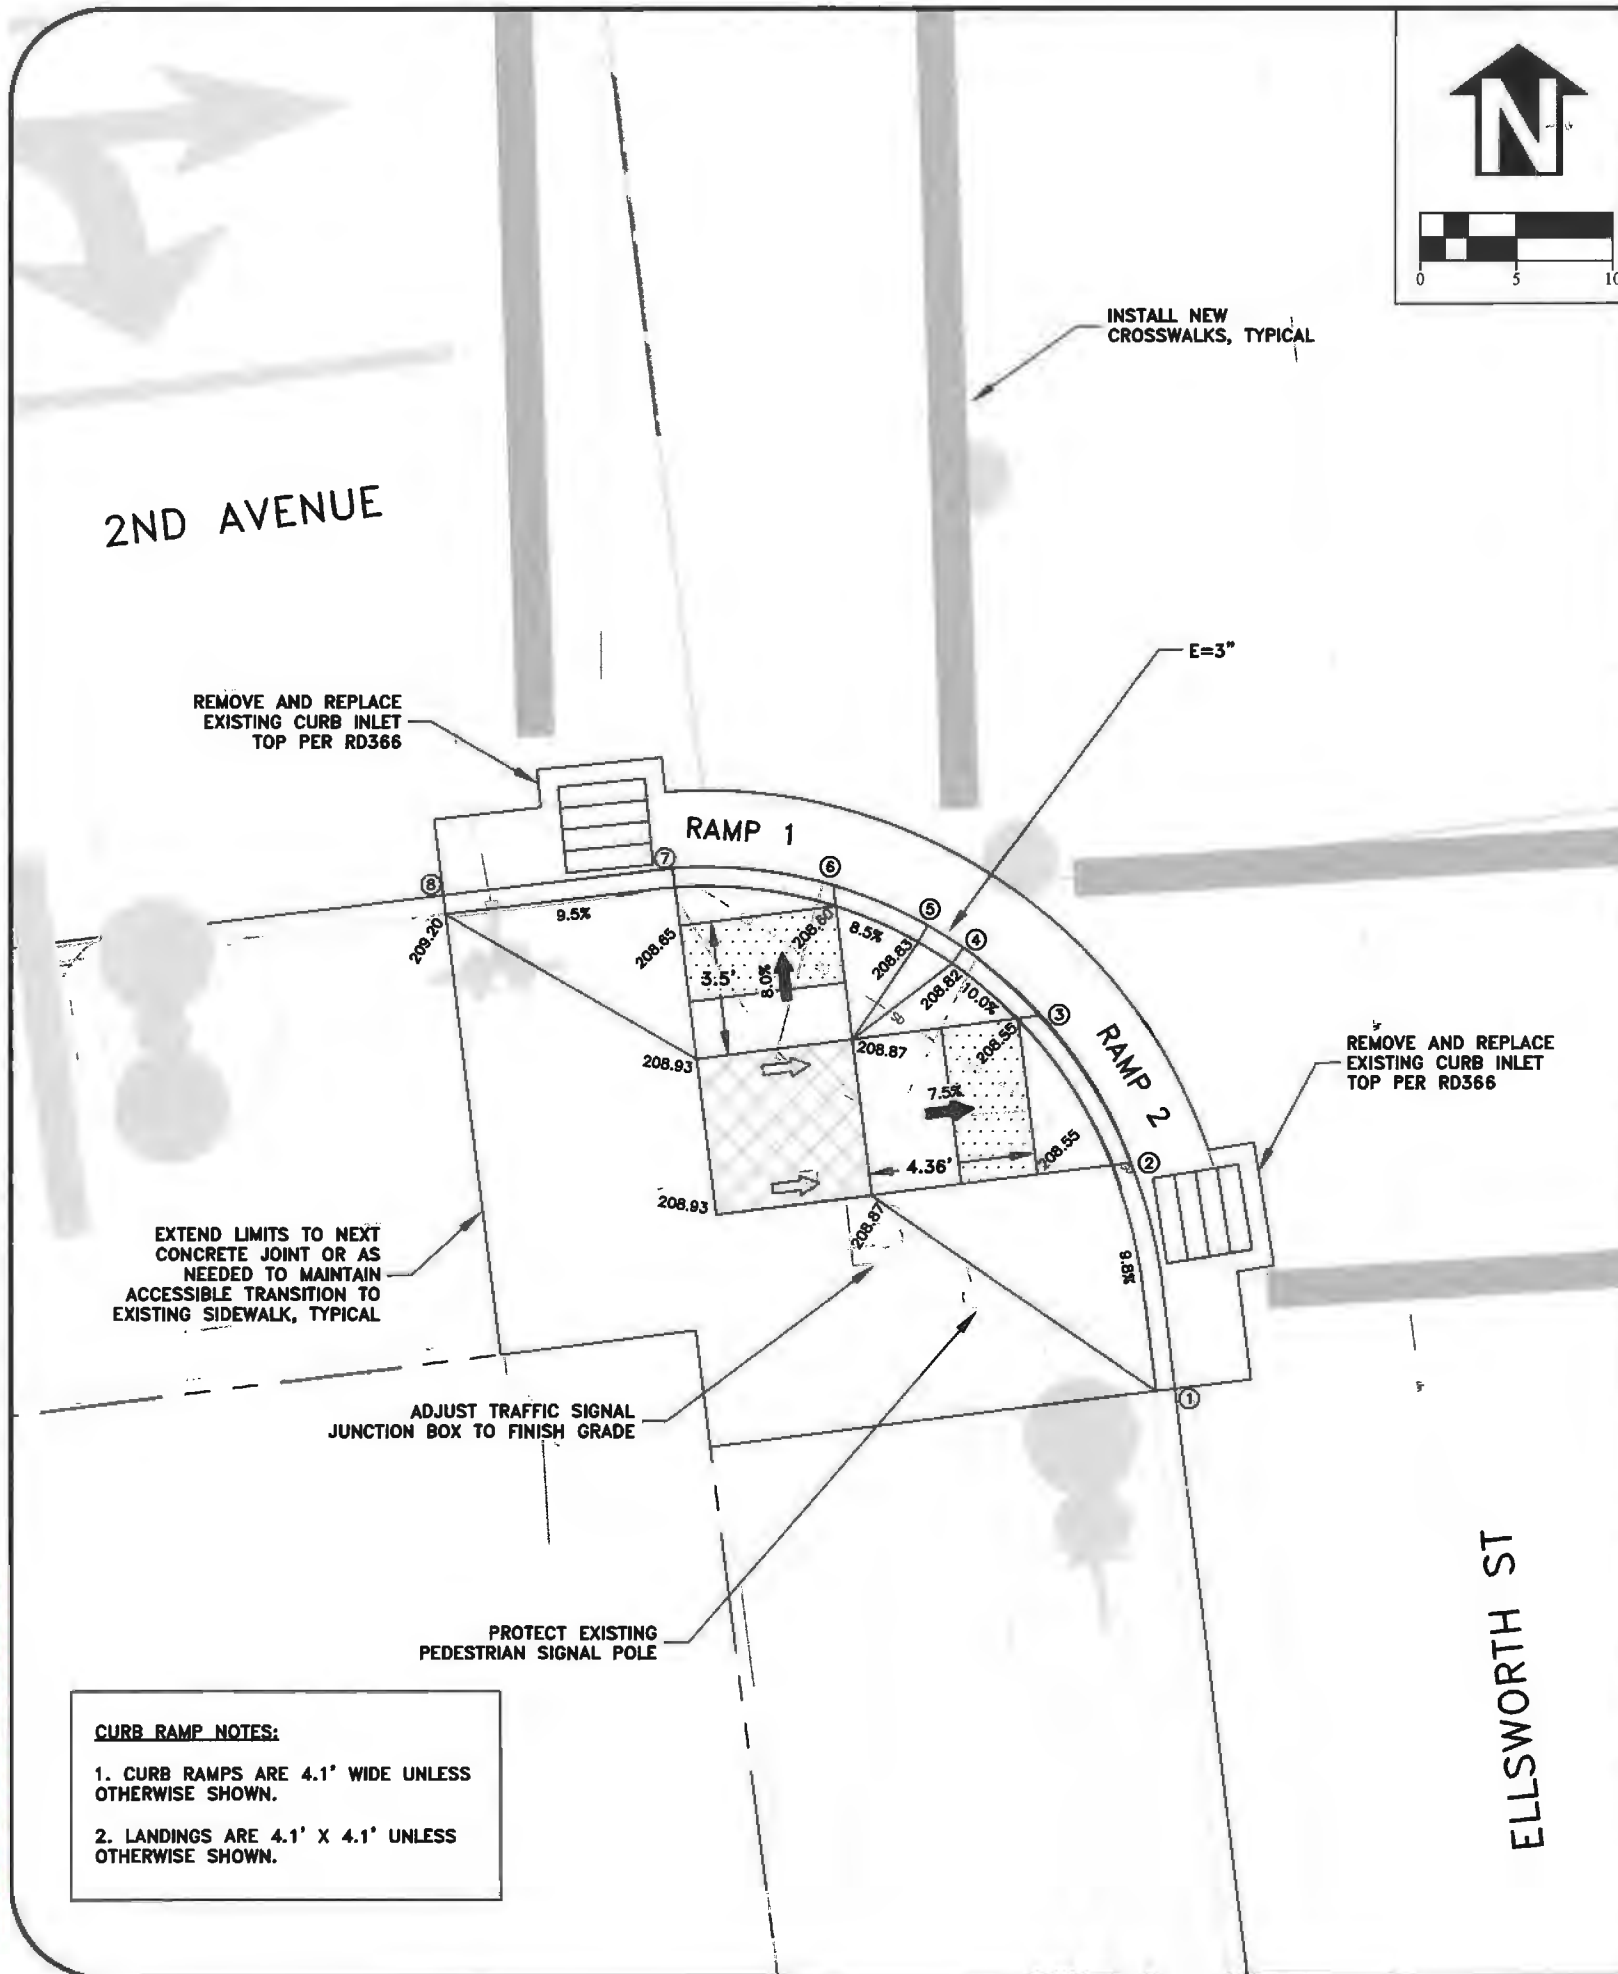 N
0 5 10
INSTALL NEW
CROSSWALKS, TYPICAL
2ND AVENUE
E=3"
REMOVE AND REPLACE
EXISTING CURB INLET
TOP PER RD366
RAMP 1
7
6
8
5
4
9.5%
8.5%
209.20
208.65
208.60
208.83
208.82
10.0%
3.5'
8.0%
3
208.55
208.93
208.87
RAMP 2
REMOVE AND REPLACE
EXISTING CURB INLET
TOP PER RD366
7.5%
4.36'
208.55
2
208.93
208.87
9.8%
EXTEND LIMITS TO NEXT
CONCRETE JOINT OR AS
NEEDED TO MAINTAIN
ACCESSIBLE TRANSITION TO
EXISTING SIDEWALK, TYPICAL
1
ADJUST TRAFFIC SIGNAL
JUNCTION BOX TO FINISH GRADE
PROTECT EXISTING
PEDESTRIAN SIGNAL POLE
ELLSWORTH ST
CURB RAMP NOTES:
1. CURB RAMPS ARE 4.1' WIDE UNLESS
OTHERWISE SHOWN.
2. LANDINGS ARE 4.1' X 4.1' UNLESS
OTHERWISE SHOWN.